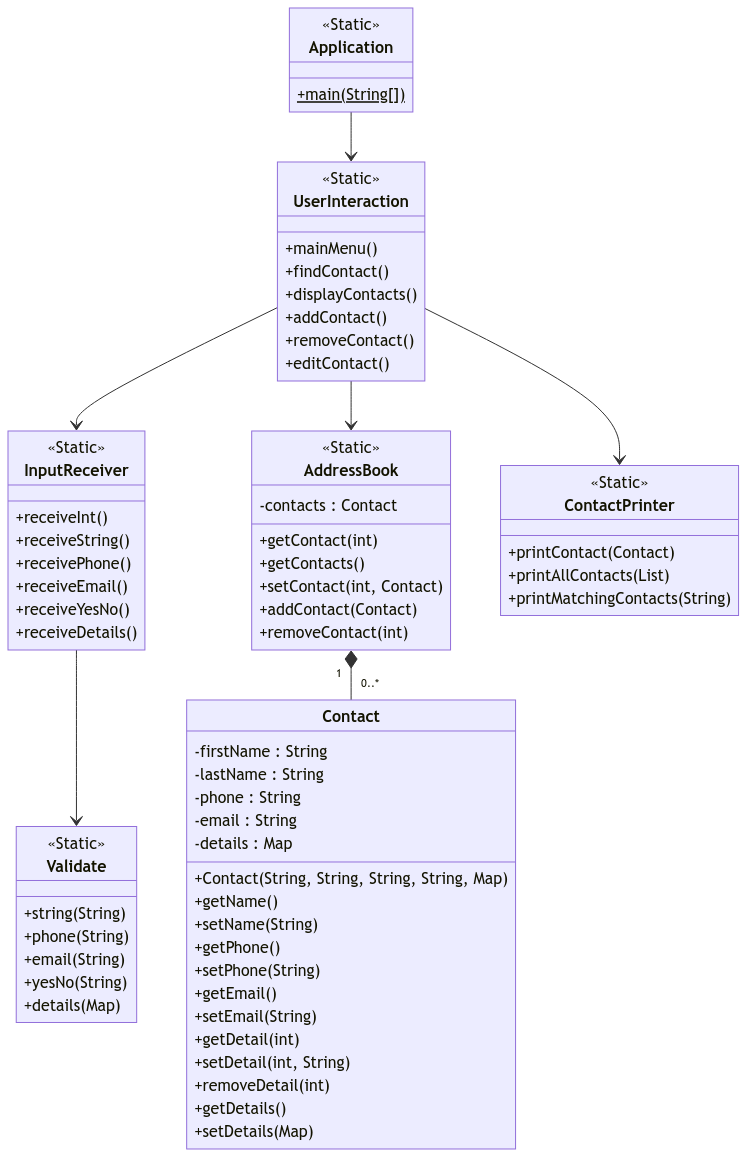 «Static»
Application
+main(String[])
«Static»
UserInteraction
+mainMenu()
+findContact()
+displayContacts()
+addContact()
+removeContact()
+editContact()
«Static»
InputReceiver
+receiveInt()
+receiveString()
+receivePhone()
+receiveEmail()
+receiveYesNo()
+receiveDetails()
«Static»
AddressBook
-contacts : Contact
+getContact(int)
+getContacts()
+setContact(int, Contact)
+addContact(Contact)
+removeContact(int)
«Static»
ContactPrinter
+printContact(Contact)
+printAllContacts(List)
+printMatchingContacts(String)
1
0..*
Contact
-firstName : String
-lastName : String
-phone : String
-email : String
-details : Map
+Contact(String, String, String, String, Map)
+getName()
+setName(String)
+getPhone()
+setPhone(String)
+getEmail()
+setEmail(String)
+getDetail(int)
+setDetail(int, String)
+removeDetail(int)
+getDetails()
+setDetails(Map)
«Static»
Validate
+string(String)
+phone(String)
+email(String)
+yesNo(String)
+details(Map)